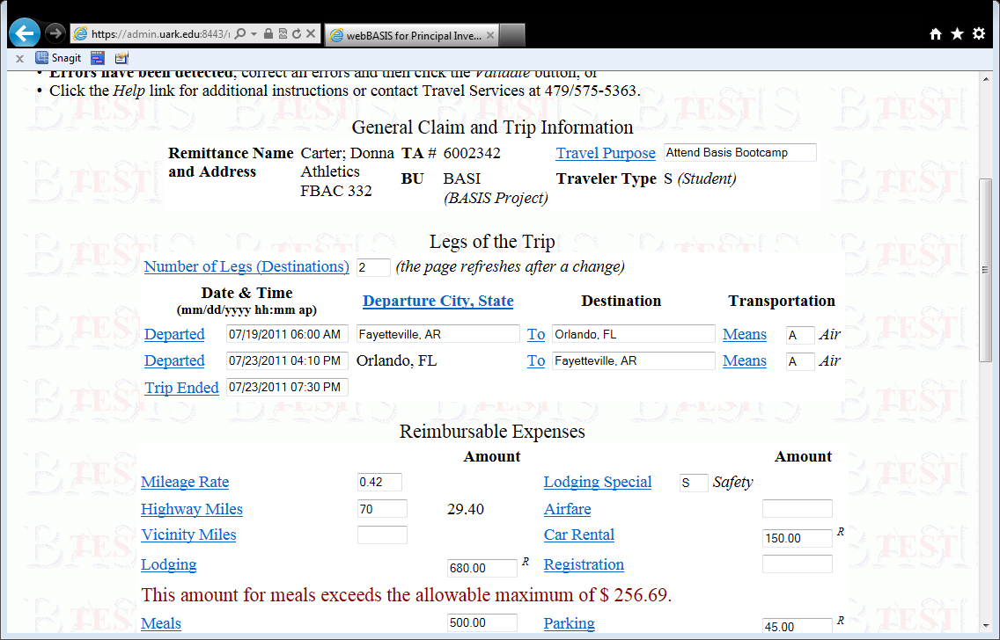 https://admin.uark.edu:8443/
webBASIS for Principal Inve...
x Snagit
• Errors have been detected, correct all errors and then click the Validate button, or
• Click the Help link for additional instructions or contact Travel Services at 479/575-5363.
General Claim and Trip Information
Remittance Name Carter; Donna TA # 6002342 Travel Purpose Attend Basis Bootcamp
and Address Athletics BU BASI Traveler Type S (Student)
FBAC 332 (BASIS Project)
Legs of the Trip
Number of Legs (Destinations) 2 (the page refreshes after a change)
Date & Time Departure City, State Destination Transportation
(mm/dd/yyyy hh:mm ap)
Departed 07/19/2011 06:00 AM Fayetteville, AR To Orlando, FL Means A Air
Departed 07/23/2011 04:10 PM Orlando, FL To Fayetteville, AR Means A Air
Trip Ended 07/23/2011 07:30 PM
Reimbursable Expenses
Amount Amount
Mileage Rate 0.42 Lodging Special S Safety
Highway Miles 70 29.40 Airfare
Vicinity Miles Car Rental 150.00 R
Lodging 680.00 R Registration
This amount for meals exceeds the allowable maximum of $ 256.69.
Meals 500.00 Parking 45.00 R